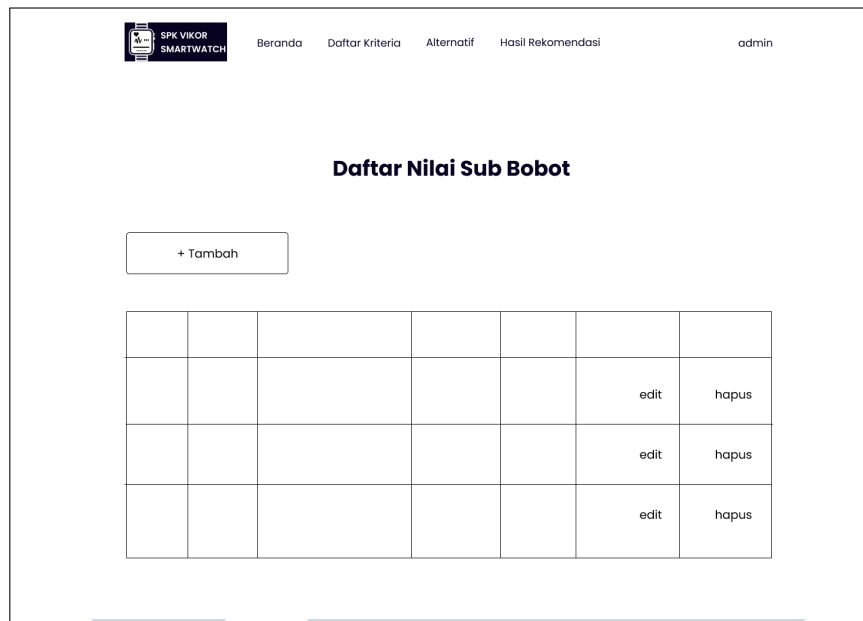 SPK VIKOR
SMARTWATCH
Beranda Daftar Kriteria Alternatif Hasil Rekomendasi admin
Daftar Nilai Sub Bobot
+ Tambah
edit hapus
edit hapus
edit hapus